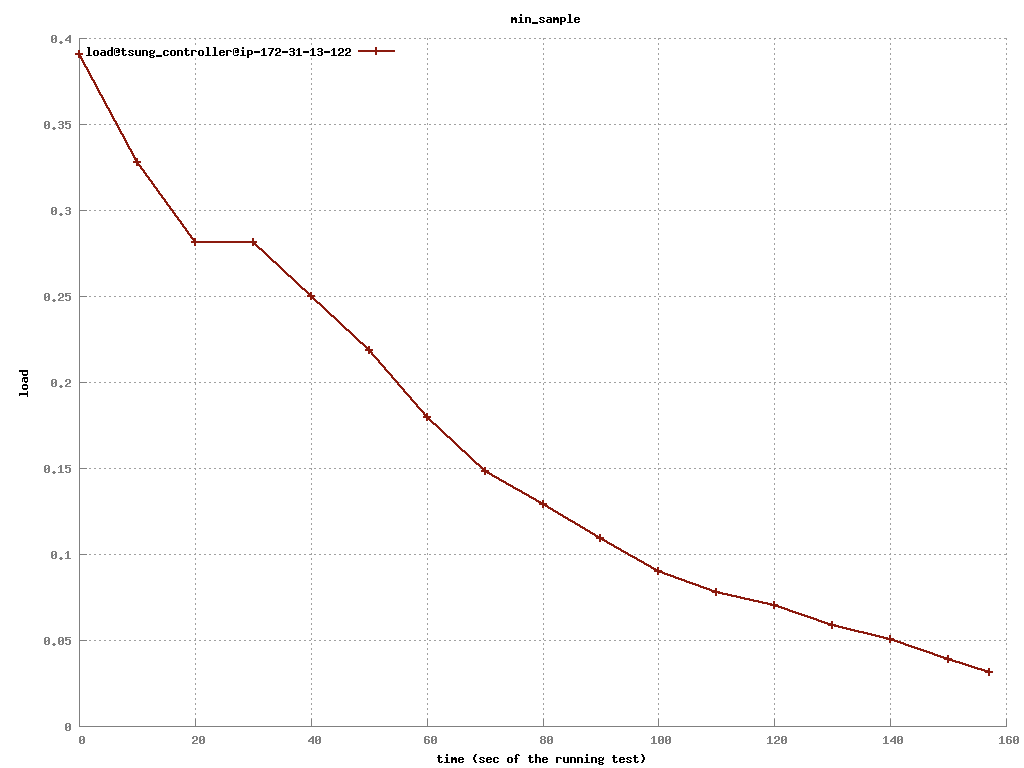 min_sample
0.4
load@tsung_controller@ip-172-31-13-122
0.35
0.3
0.25
load
0.2
0.15
0.1
0.05
0
0 20 40 60 80 100 120 140 160
time (sec of the running test)